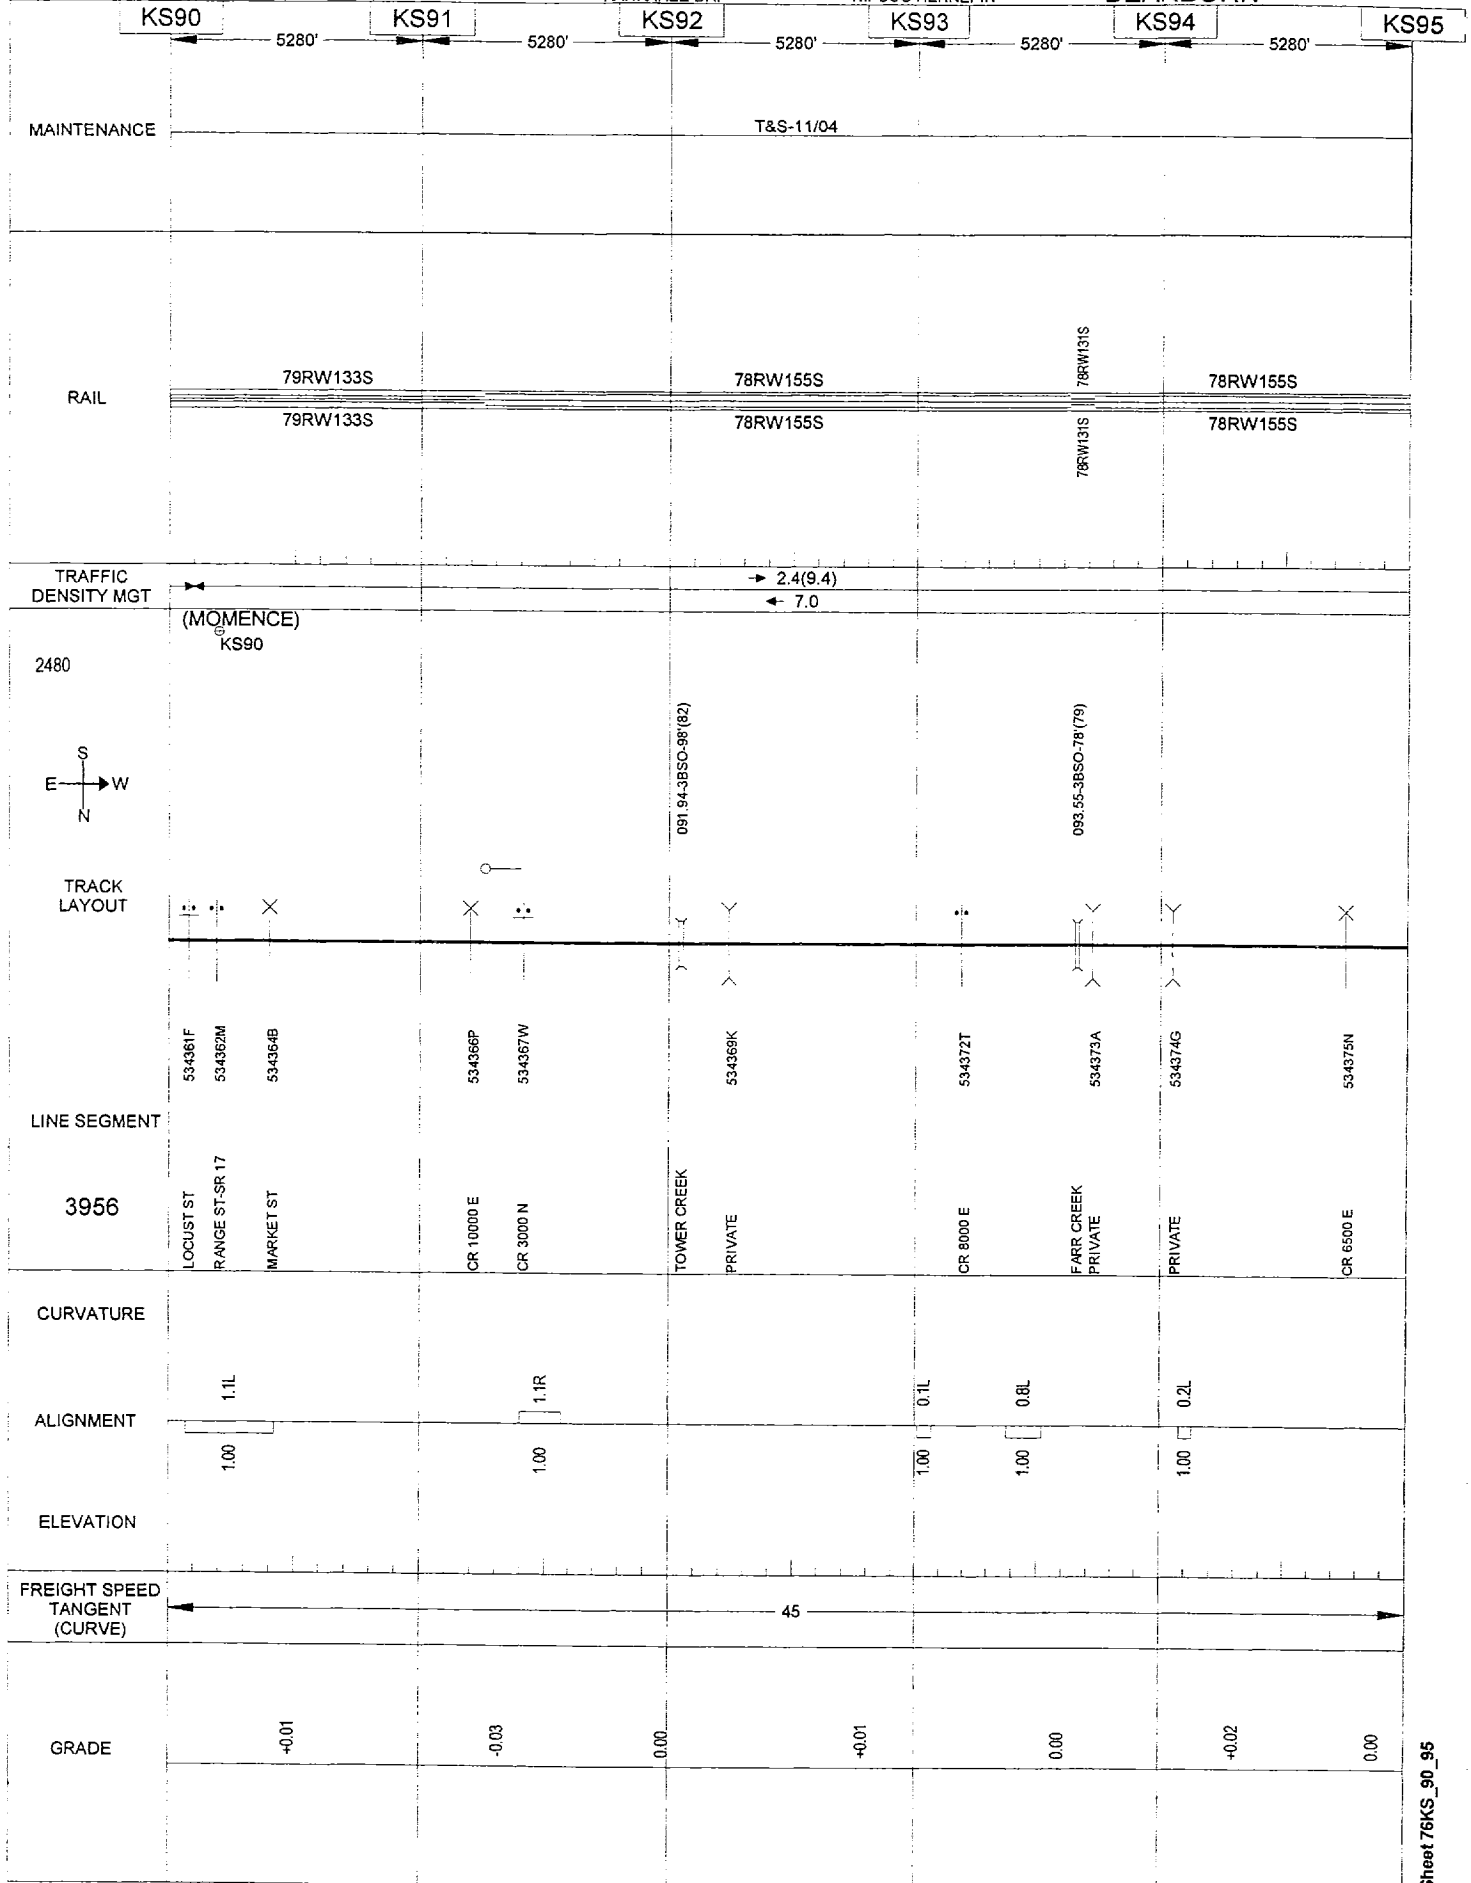 KS90 KS91 KS92 KS93 KS94 KS95
5280' 5280' 5280' 5280' 5280'
MAINTENANCE T&S-11/04
RAIL
79RW133S 78RW155S 78RW131S 78RW155S
79RW133S 78RW155S 78RW131S 78RW155S
TRAFFIC
DENSITY MGT
2.4(9.4)
7.0
(MOMENCE)
KS90
2480
S
E W
N
091.94-3BSO-98'(82)
093.55-3BSO-78'(79)
TRACK
LAYOUT
534361F
534362M
534364B
534366P
534367W
534369K
534372T
534373A
534374G
534375N
LINE SEGMENT
3956
LOCUST ST
RANGE ST-SR 17
MARKET ST
CR 10000 E
CR 3000 N
TOWER CREEK
PRIVATE
CR 8000 E
FARR CREEK
PRIVATE
PRIVATE
CR 6500 E
CURVATURE
1.1L 1.1R 0.1L 0.8L 0.2L
ALIGNMENT
1.00 1.00 1.00 1.00 1.00
ELEVATION
FREIGHT SPEED
TANGENT
(CURVE)
45
GRADE
+0.01 -0.03 0.00 +0.01 0.00 +0.02 0.00
Sheet 76KS_90_95